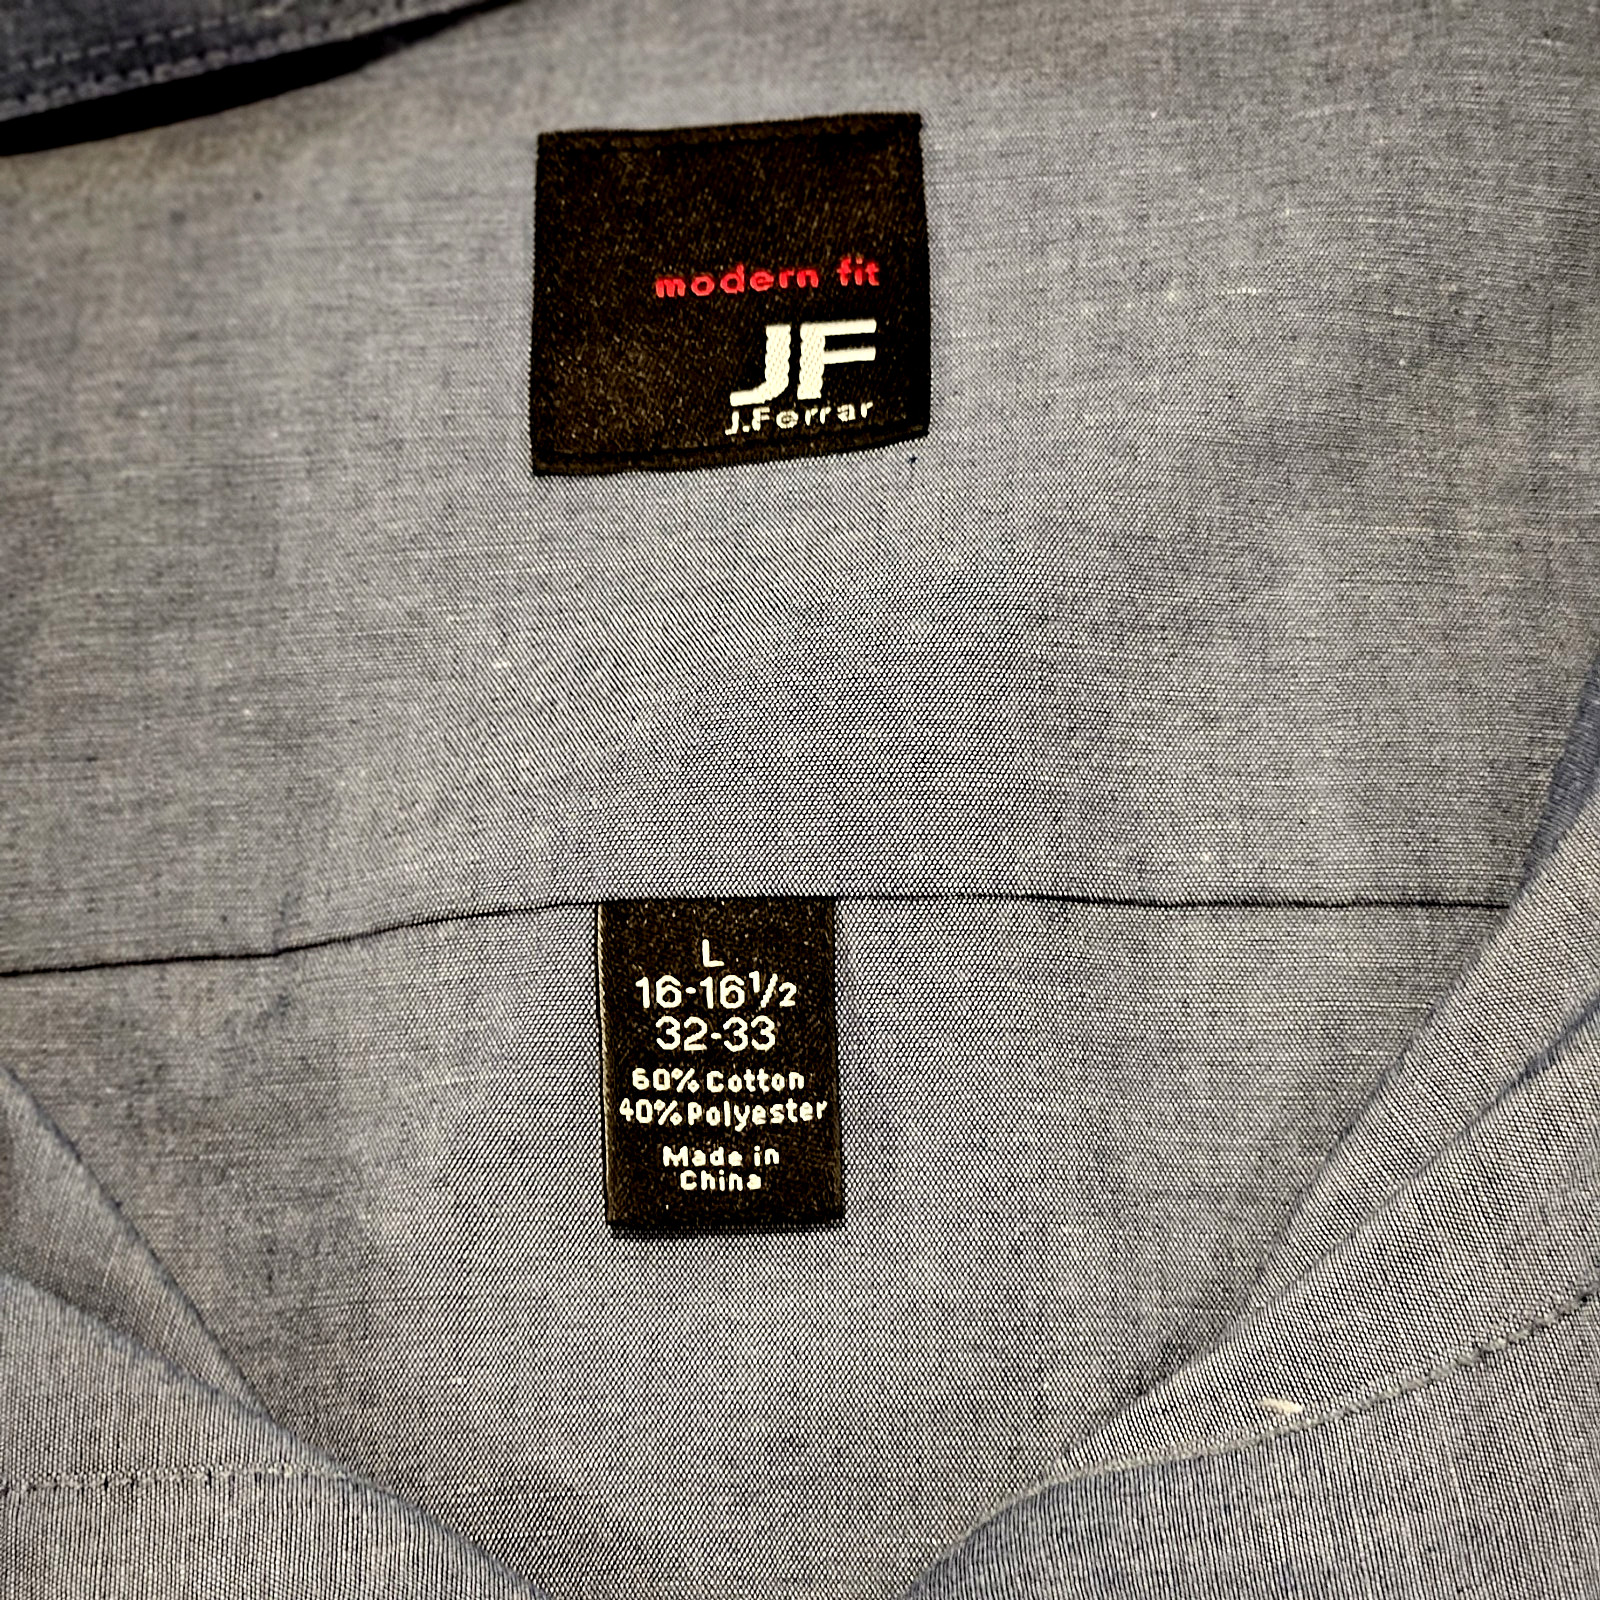 modern fit
JF
J.Ferrar
L
16-16½
32-33
60% Cotton
40% Polyester
Made in
China